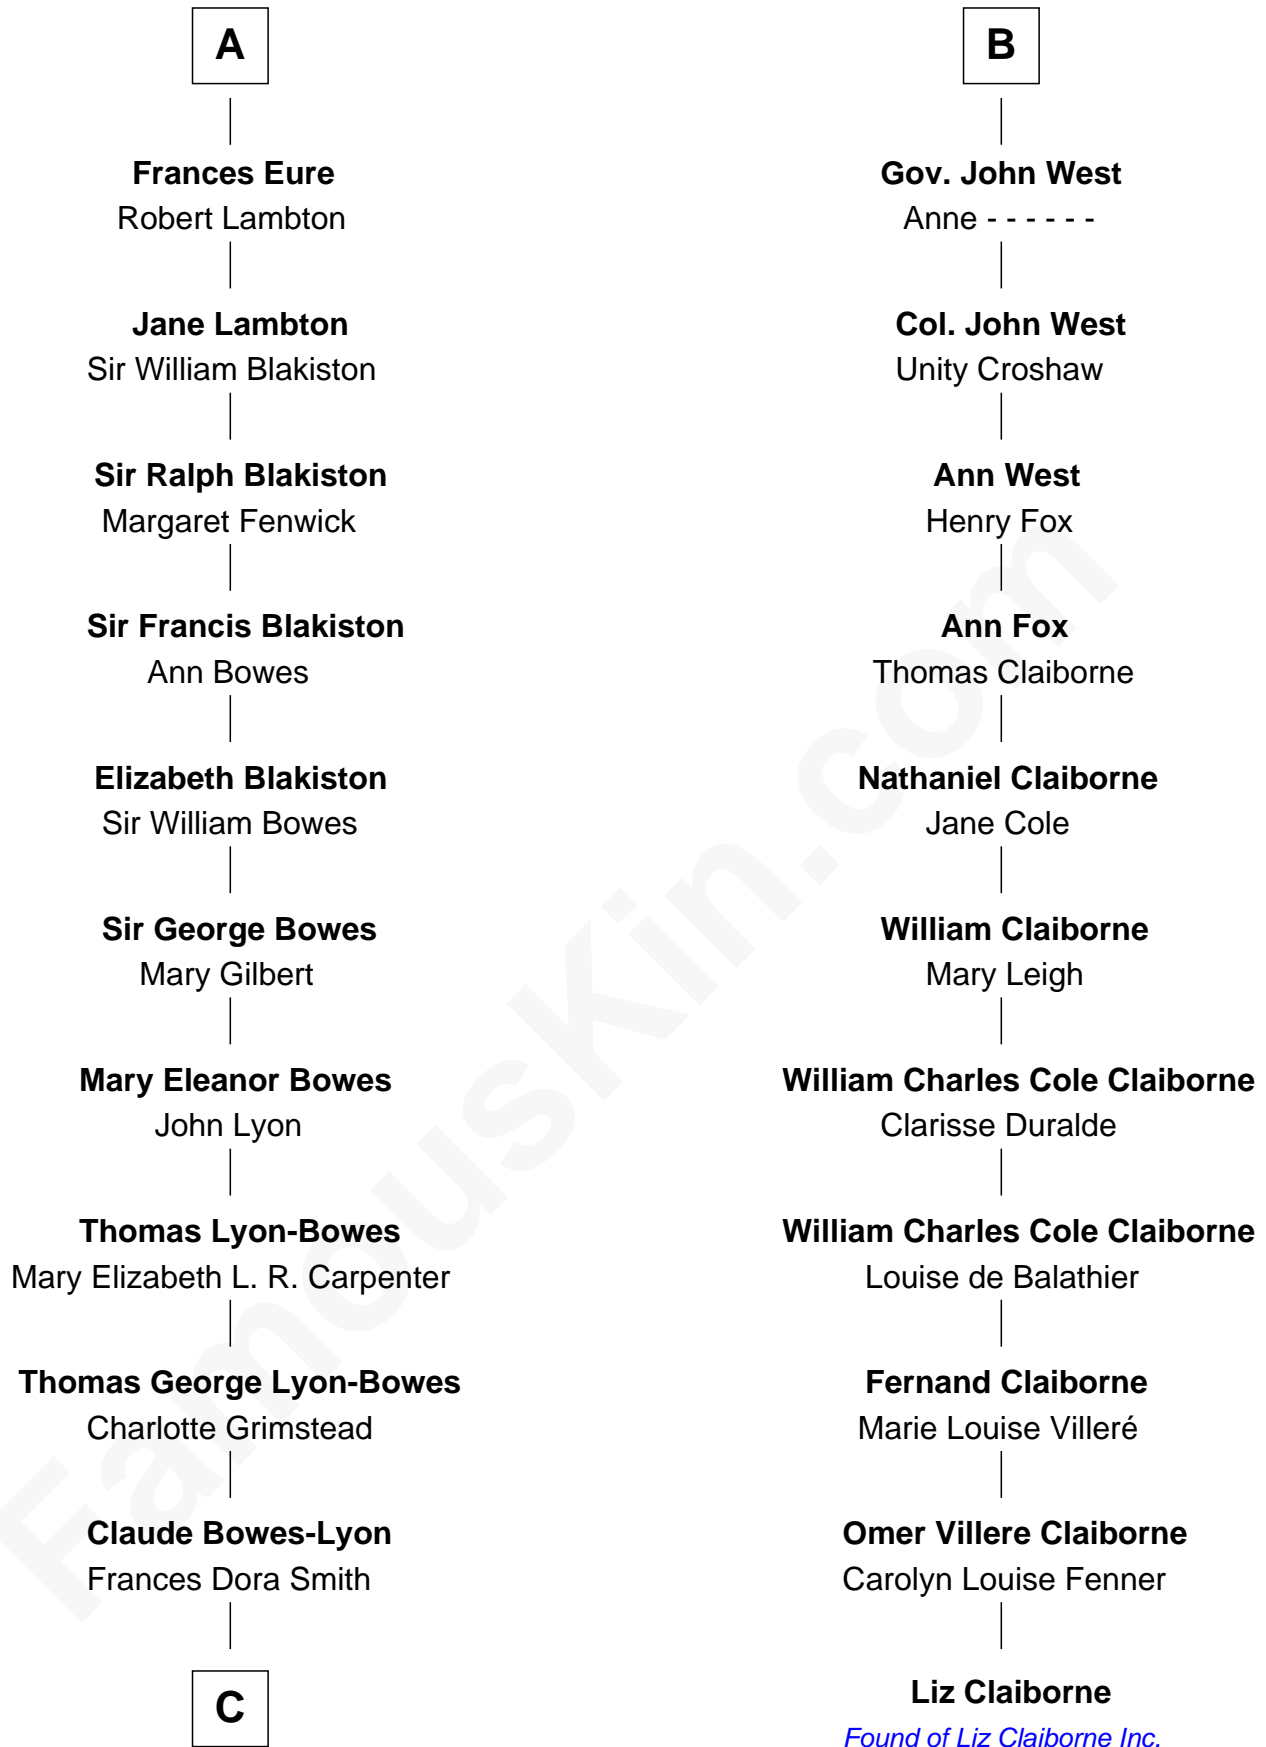 A
Frances Eure
Robert Lambton
Jane Lambton
Sir William Blakiston
Sir Ralph Blakiston
Margaret Fenwick
Sir Francis Blakiston
Ann Bowes
Elizabeth Blakiston
Sir William Bowes
Sir George Bowes
Mary Gilbert
Mary Eleanor Bowes
John Lyon
Thomas Lyon-Bowes
Mary Elizabeth L. R. Carpenter
Thomas George Lyon-Bowes
Charlotte Grimstead
Claude Bowes-Lyon
Frances Dora Smith
C
B
Gov. John West
Anne - - - - - -
Col. John West
Unity Croshaw
Ann West
Henry Fox
Ann Fox
Thomas Claiborne
Nathaniel Claiborne
Jane Cole
William Claiborne
Mary Leigh
William Charles Cole Claiborne
Clarisse Duralde
William Charles Cole Claiborne
Louise de Balathier
Fernand Claiborne
Marie Louise Villeré
Omer Villere Claiborne
Carolyn Louise Fenner
Liz Claiborne
Found of Liz Claiborne Inc.
FamousKin.com